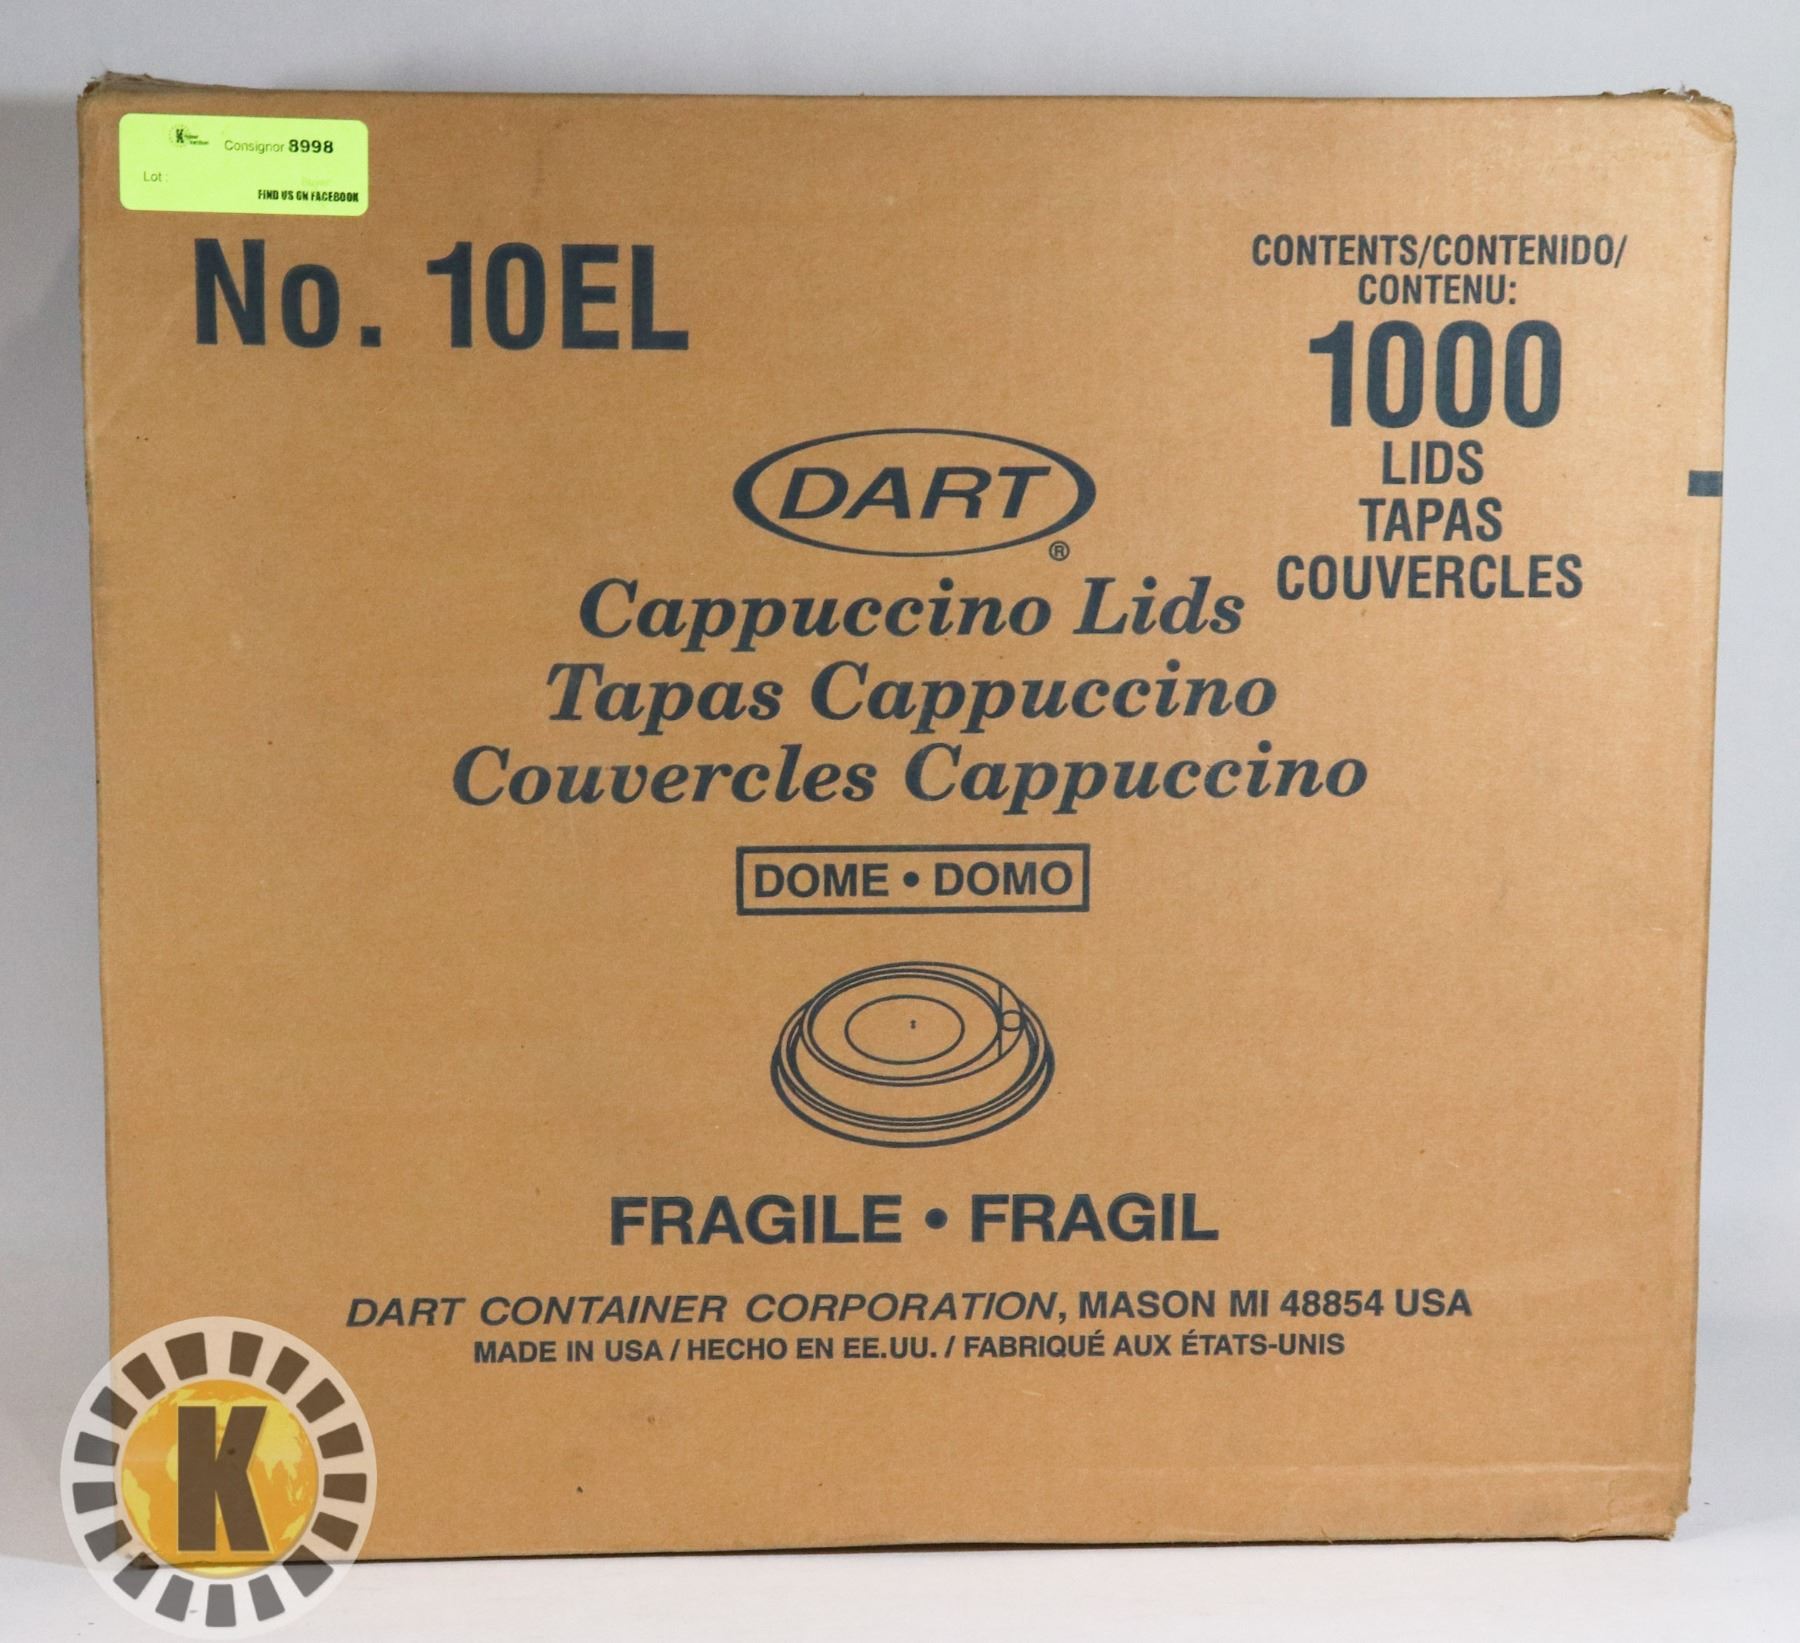 K
Consignor 8998
Lot :
FIND US ON FACEBOOK
No. 10EL
CONTENTS/CONTENIDO/
CONTENU:
1000
LIDS
TAPAS
COUVERCLES
DART
®
Cappuccino Lids
Tapas Cappuccino
Couvercles Cappuccino
DOME • DOMO
FRAGILE • FRAGIL
DART CONTAINER CORPORATION, MASON MI 48854 USA
MADE IN USA / HECHO EN EE.UU. / FABRIQUÉ AUX ÉTATS-UNIS
K